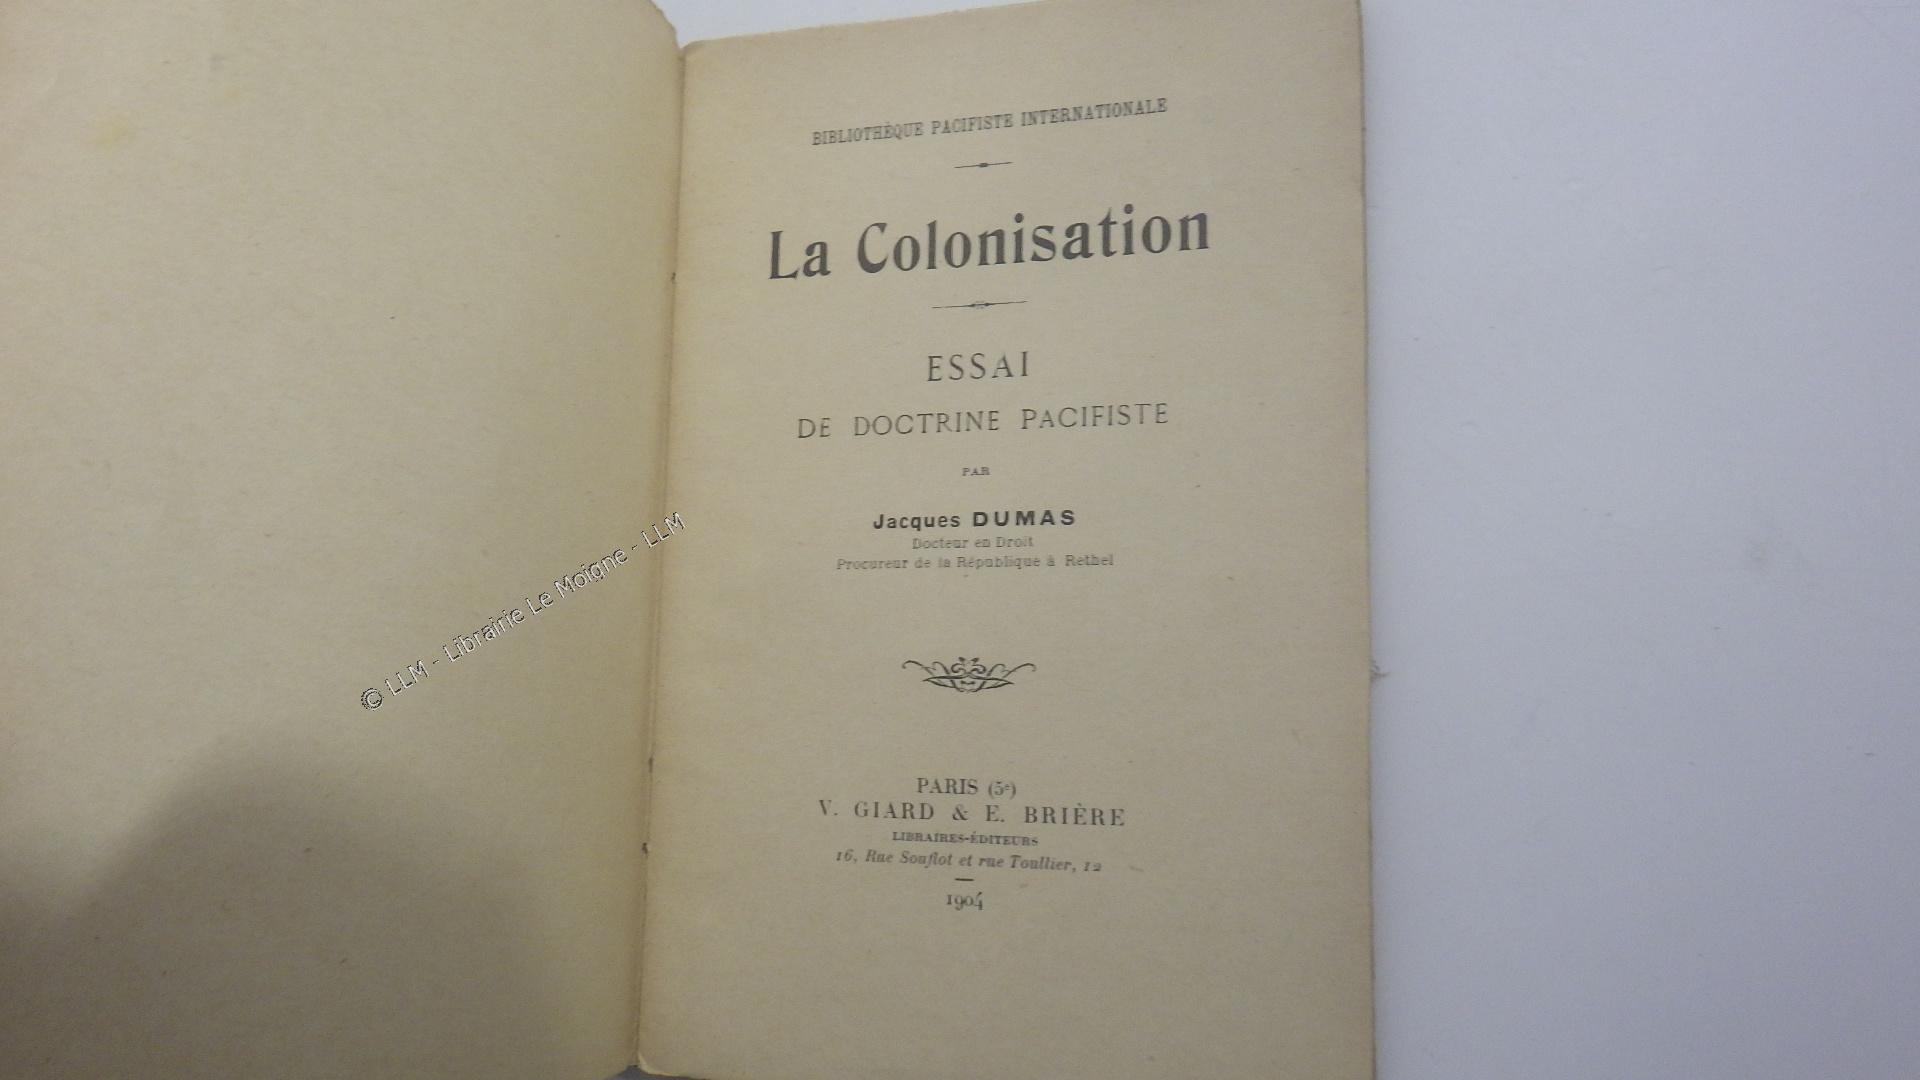 BIBLIOTHÈQUE PACIFISTE INTERNATIONALE
La Colonisation
ESSAI
DE DOCTRINE PACIFISTE
PAR
Jacques DUMAS
Docteur en Droit
Procureur de la République à Rethel
PARIS (5e)
V. GIARD & E. BRIÈRE
LIBRAIRES-ÉDITEURS
16, Rue Soufflot et rue Toullier, 12
1904
© LLM - Librairie Le Moigne - LLM